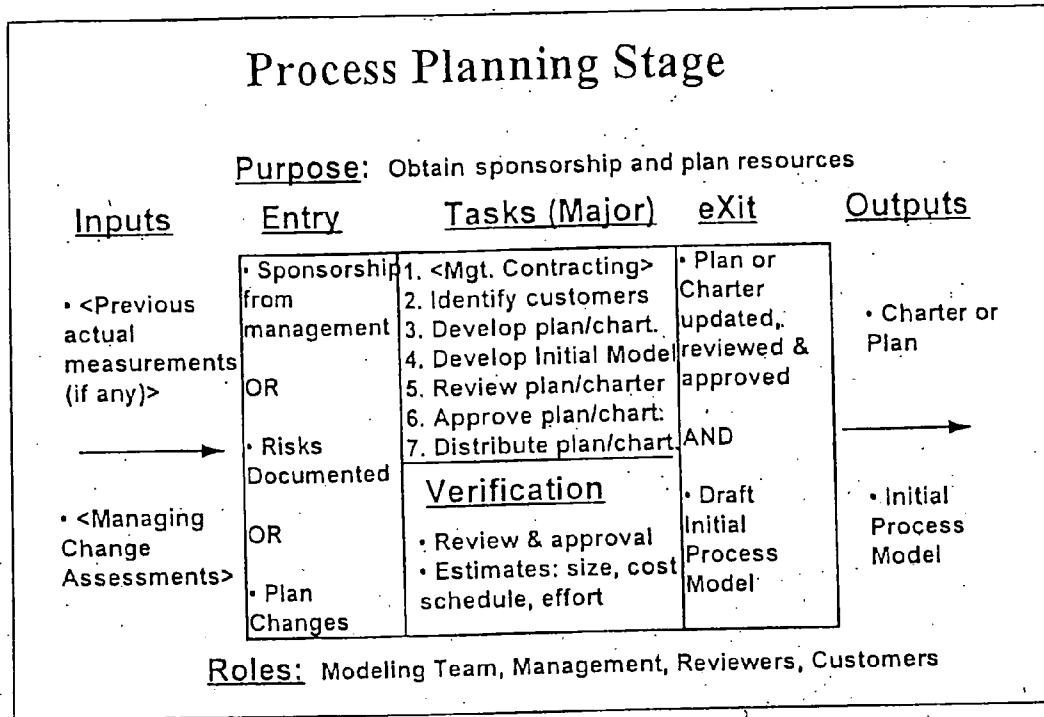 Process Planning Stage
Purpose: Obtain sponsorship and plan resources
Inputs
• <Previous
actual
measurements
(if any)>
• <Managing
Change
Assessments>
Entry
• Sponsorship
from
management
OR
• Risks
Documented
OR
• Plan
Changes
Tasks (Major)
1. <Mgt. Contracting>
2. Identify customers
3. Develop plan/chart.
4. Develop Initial Model
5. Review plan/charter
6. Approve plan/chart.
7. Distribute plan/chart.
Verification
• Review & approval
• Estimates: size, cost
schedule, effort
eXit
• Plan or
Charter
updated,
reviewed &
approved
AND
• Draft
Initial
Process
Model
Outputs
• Charter or
Plan
• Initial
Process
Model
Roles: Modeling Team, Management, Reviewers, Customers